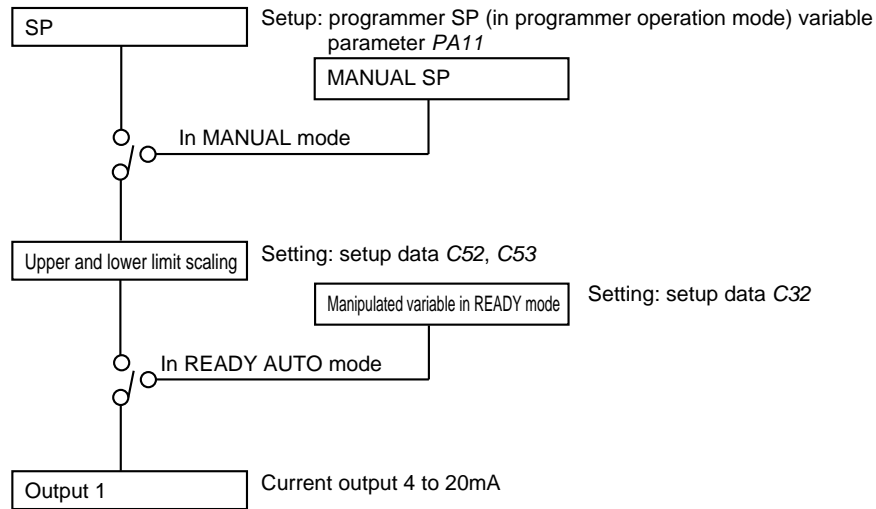 SP
Setup: programmer SP (in programmer operation mode) variable
parameter PA11
MANUAL SP
In MANUAL mode
Upper and lower limit scaling
Setting: setup data C52, C53
Manipulated variable in READY mode
Setting: setup data C32
In READY AUTO mode
Output 1
Current output 4 to 20mA